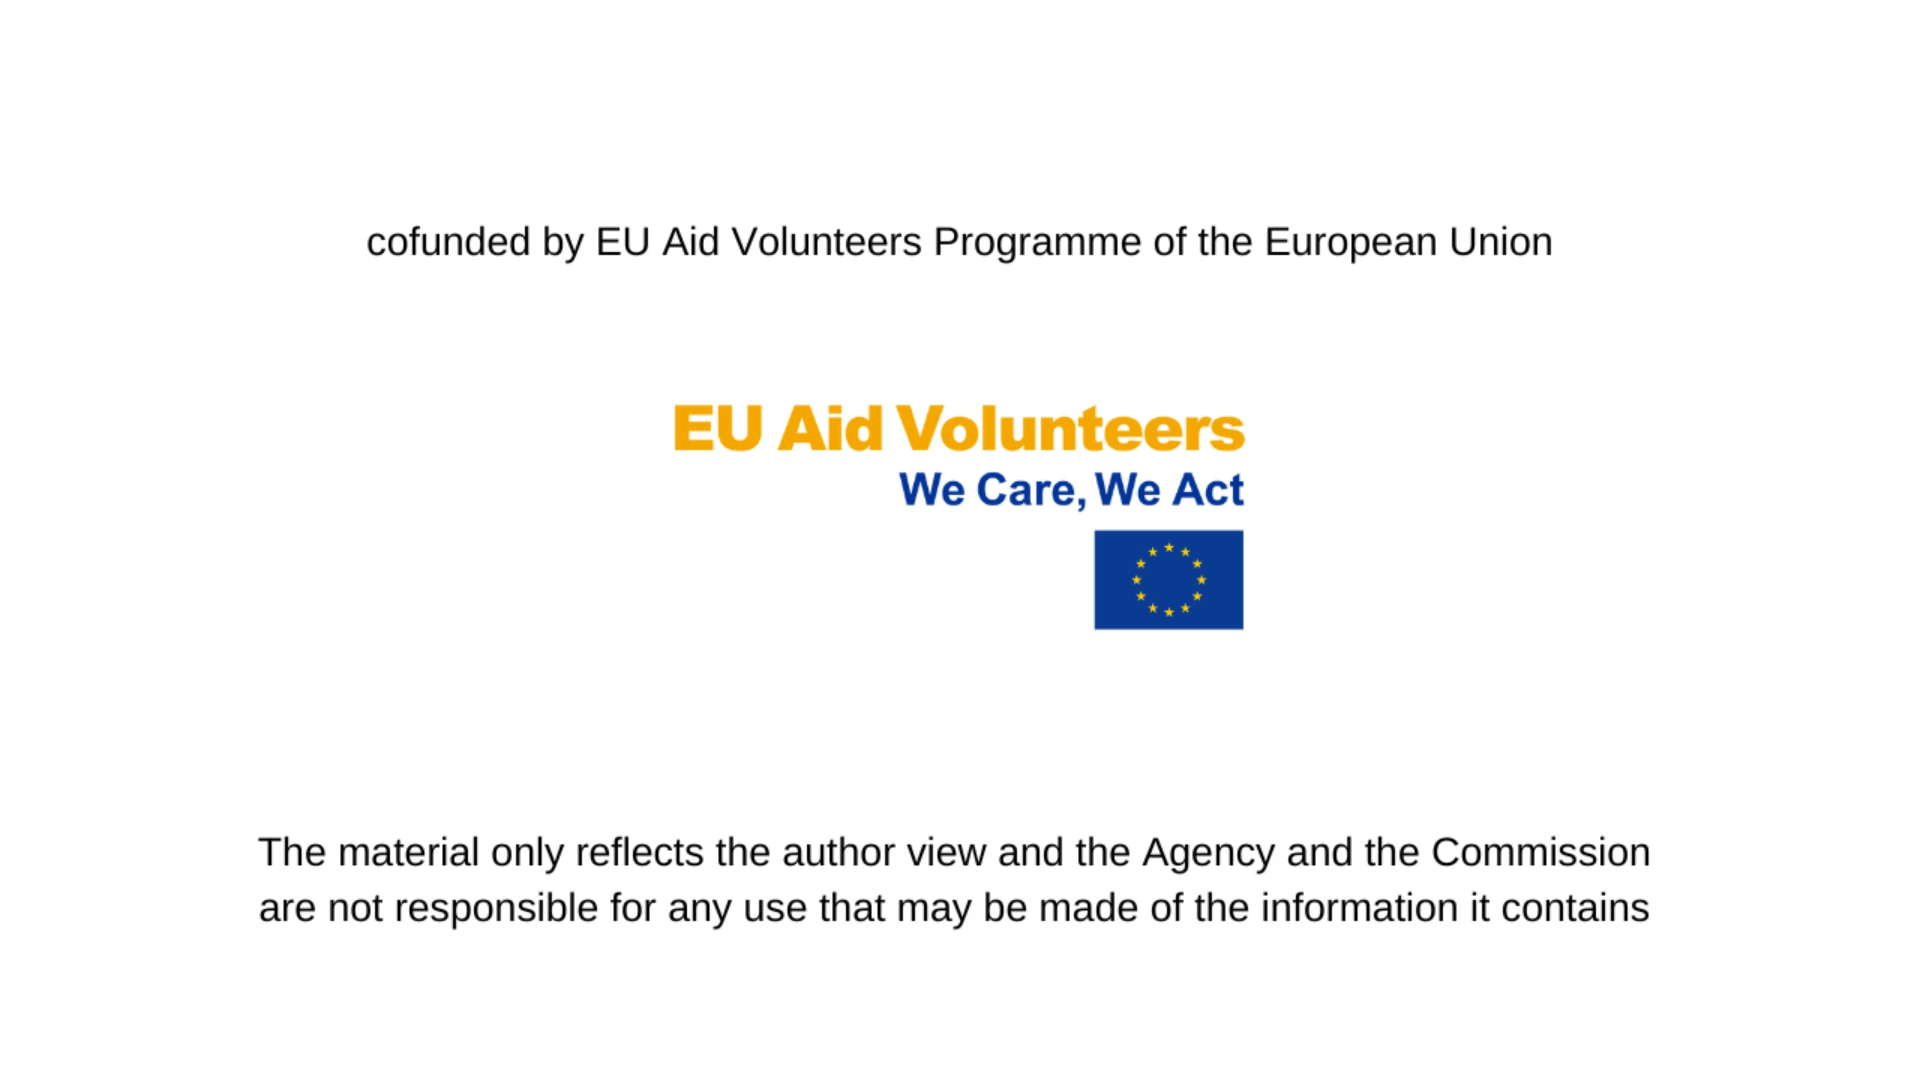 cofunded by EU Aid Volunteers Programme of the European Union
EU Aid Volunteers
We Care, We Act
The material only reflects the author view and the Agency and the Commission
are not responsible for any use that may be made of the information it contains